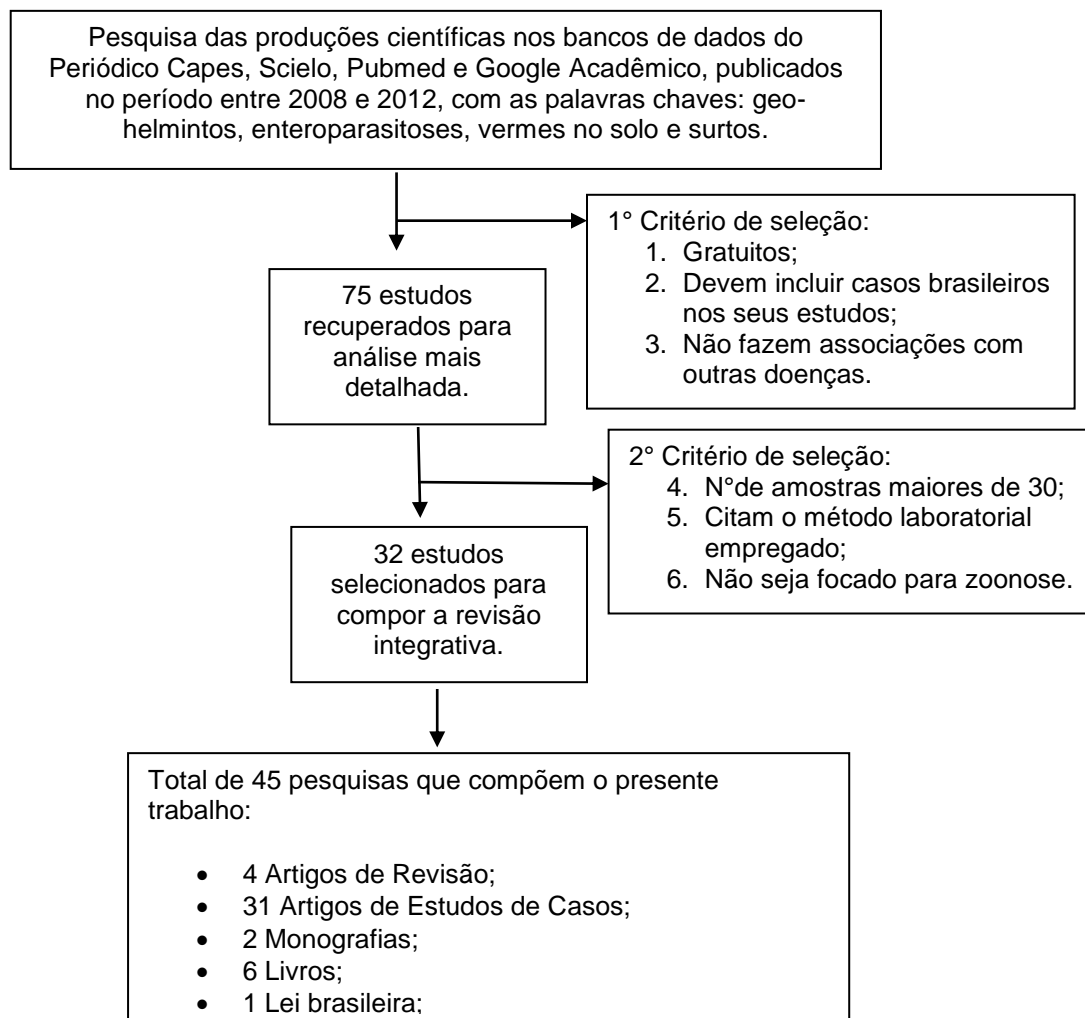 Pesquisa das produções científicas nos bancos de dados do
Periódico Capes, Scielo, Pubmed e Google Acadêmico, publicados
no período entre 2008 e 2012, com as palavras chaves: geo-
helmintos, enteroparasitoses, vermes no solo e surtos.
1° Critério de seleção:
1. Gratuitos;
2. Devem incluir casos brasileiros
nos seus estudos;
3. Não fazem associações com
outras doenças.
75 estudos
recuperados para
análise mais
detalhada.
2° Critério de seleção:
4. N°de amostras maiores de 30;
5. Citam o método laboratorial
empregado;
6. Não seja focado para zoonose.
32 estudos
selecionados para
compor a revisão
integrativa.
Total de 45 pesquisas que compõem o presente
trabalho:
• 4 Artigos de Revisão;
• 31 Artigos de Estudos de Casos;
• 2 Monografias;
• 6 Livros;
• 1 Lei brasileira;